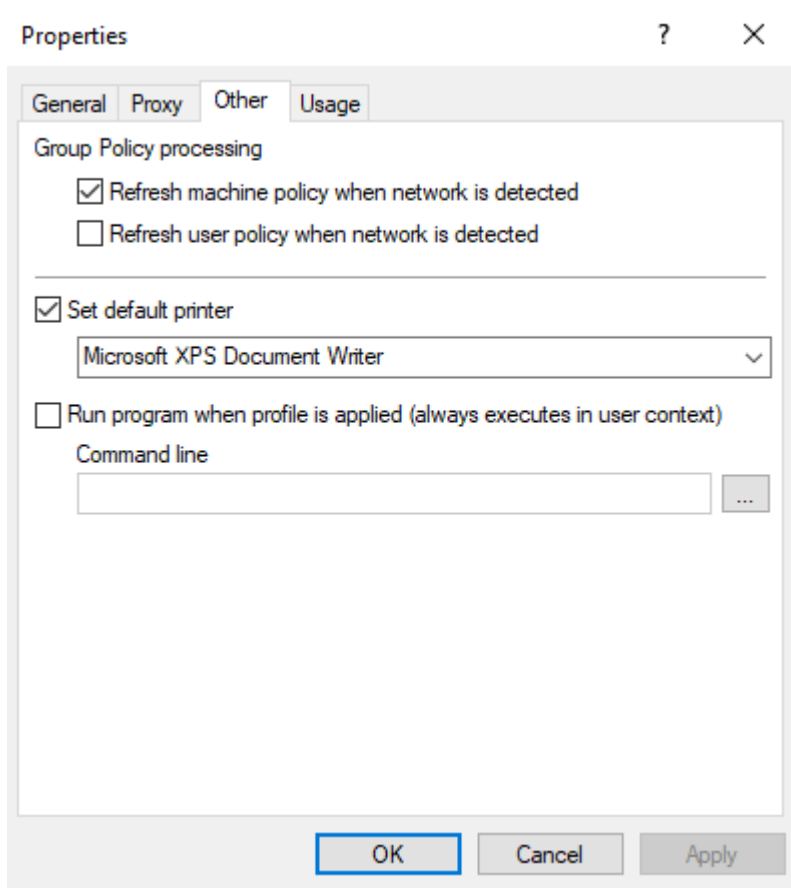 Properties ?
General Proxy Other Usage
Group Policy processing
Refresh machine policy when network is detected
Refresh user policy when network is detected
Set default printer
Microsoft XPS Document Writer
Run program when profile is applied (always executes in user context)
Command line
...
OK Cancel Apply